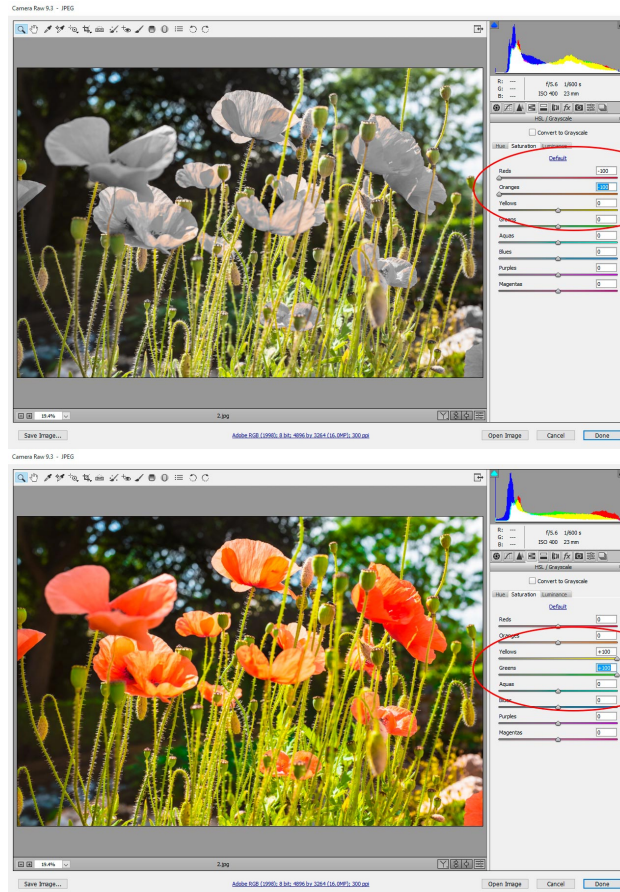 Camera Raw 9.3 - JPEG
R: —
G: —
B: —
f/5.6 1/600 s
ISO 400 23 mm
HSL / Grayscale
Convert to Grayscale
Hue Saturation Luminance
Default
Reds -100
Oranges -100
Yellows 0
Greens 0
Aquas 0
Blues 0
Purples 0
Magentas 0
19.4% 2.jpg Y
Save Image... Adobe RGB (1998); 8 bit; 4896 by 3264 (16.0MP); 300 ppi Open Image Cancel Done
Camera Raw 9.3 - JPEG
R: —
G: —
B: —
f/5.6 1/600 s
ISO 400 23 mm
HSL / Grayscale
Convert to Grayscale
Hue Saturation Luminance
Default
Reds 0
Oranges 0
Yellows +100
Greens +100
Aquas 0
Blues 0
Purples 0
Magentas 0
19.4% 2.jpg Y
Save Image... Adobe RGB (1998); 8 bit; 4896 by 3264 (16.0MP); 300 ppi Open Image Cancel Done